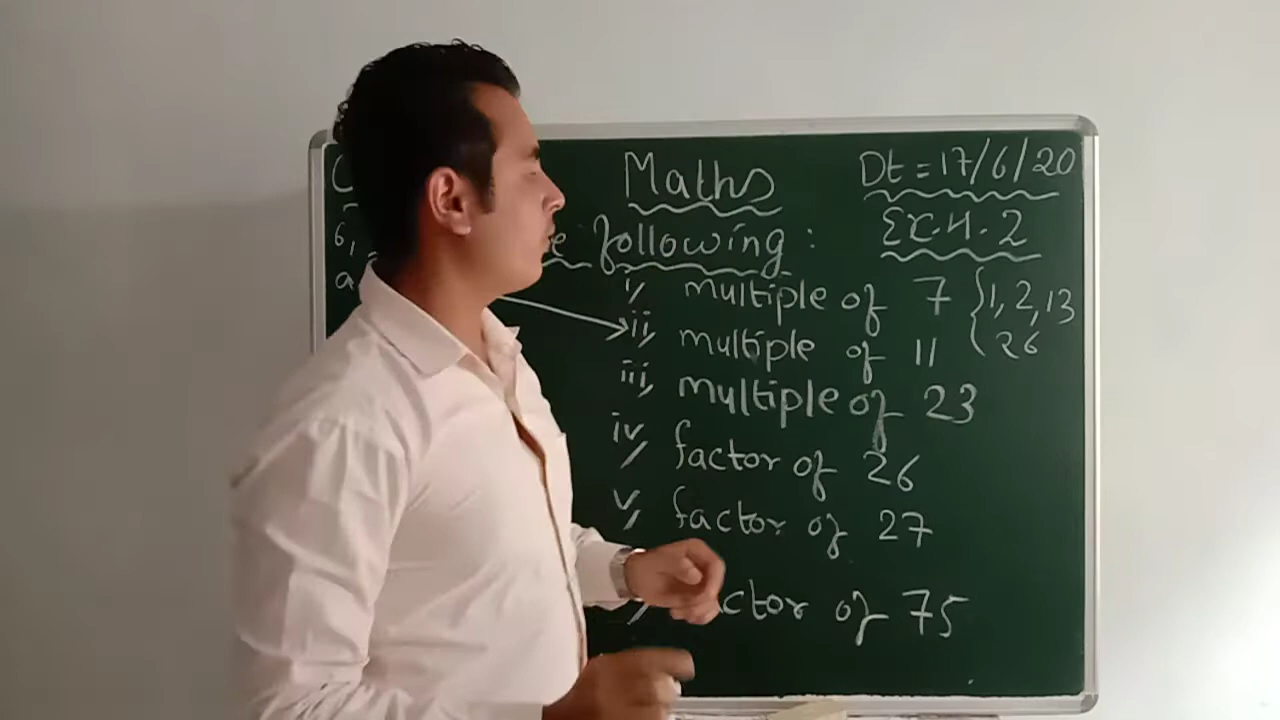 Maths Dt = 17/6/20
following : Ex.4.2
i, multiple of 7 {1, 2, 13
ii, multiple of 11 26
iii, multiple of 23
iv, factor of 26
v, factor of 27
of 75